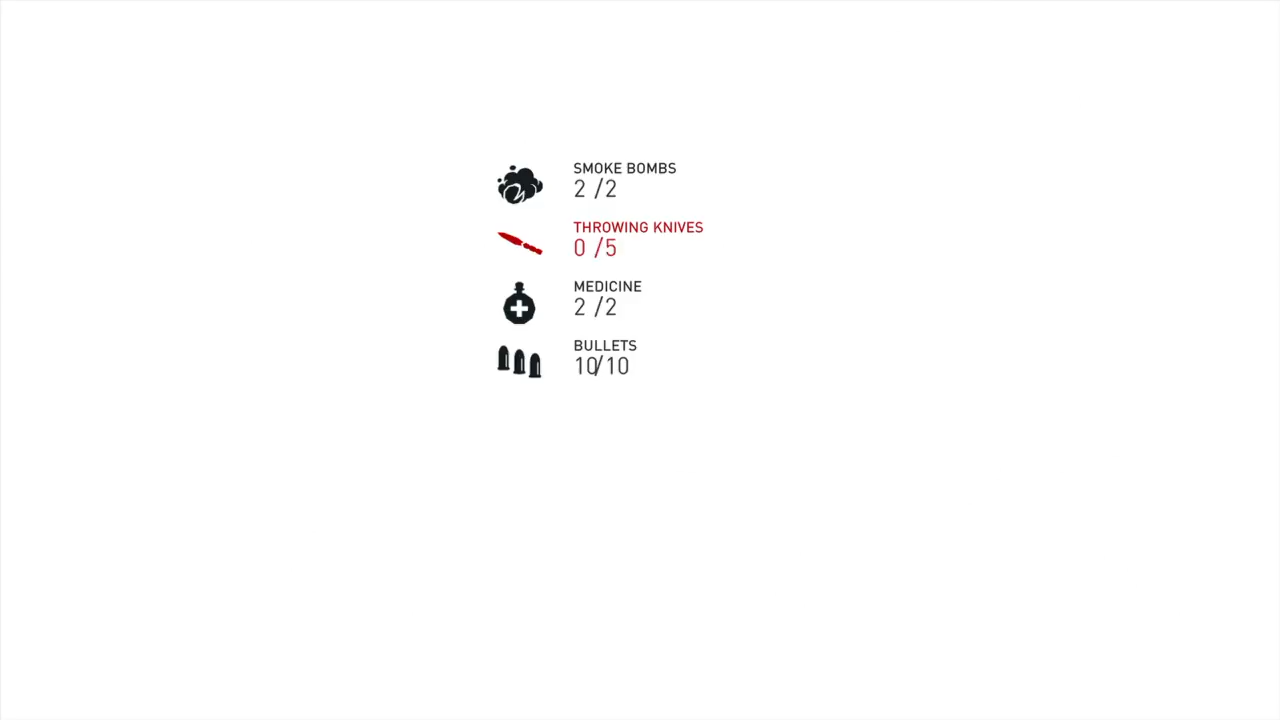 SMOKE BOMBS
2 /2
THROWING KNIVES
0 /5
MEDICINE
2 /2
BULLETS
10/10